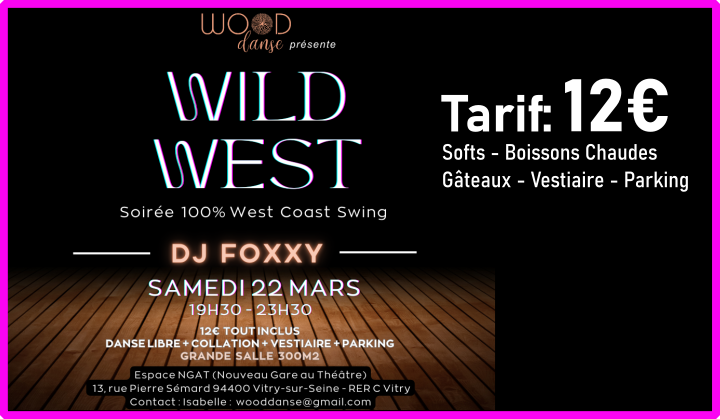 WOOD
danse présente
WILD
WEST
Soirée 100% West Coast Swing
DJ FOXXY
SAMEDI 22 MARS
19H30 - 23H30
12€ TOUT INCLUS
DANSE LIBRE + COLLATION + VESTIAIRE + PARKING
GRANDE SALLE 300M2
Espace NGAT (Nouveau Gare au Théâtre)
13, rue Pierre Sémard 94400 Vitry-sur-Seine - RER C Vitry
Contact : Isabelle : wooddanse@gmail.com
Tarif: 12€
Softs - Boissons Chaudes
Gâteaux - Vestiaire - Parking